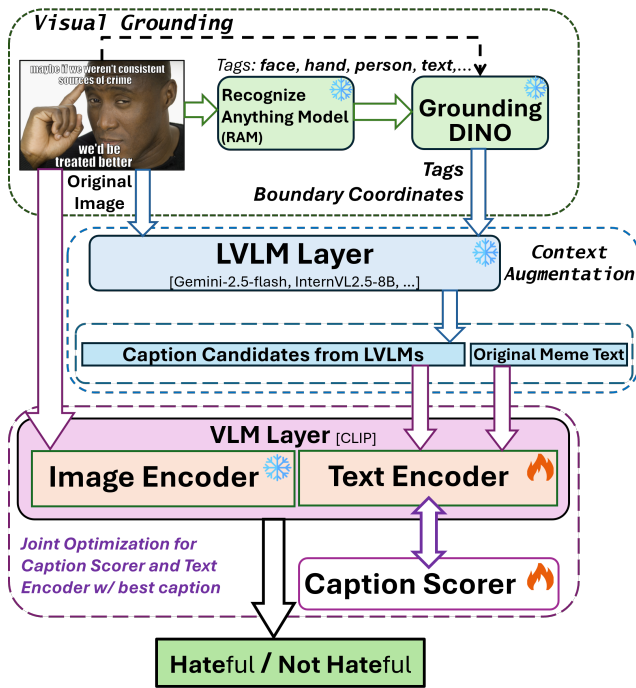 Visual Grounding
maybe if we weren't consistent
sources of crime
we'd be
treated better
Tags: face, hand, person, text,...
Recognize
Anything Model
(RAM)
Grounding
DINO
Original
Image
Tags
Boundary Coordinates
LVLM Layer
[Gemini-2.5-flash, InternVL2.5-8B, ...]
Context
Augmentation
Caption Candidates from LVLMs
Original Meme Text
VLM Layer [CLIP]
Image Encoder
Text Encoder
Joint Optimization for
Caption Scorer and Text
Encoder w/ best caption
Caption Scorer
Hateful / Not Hateful